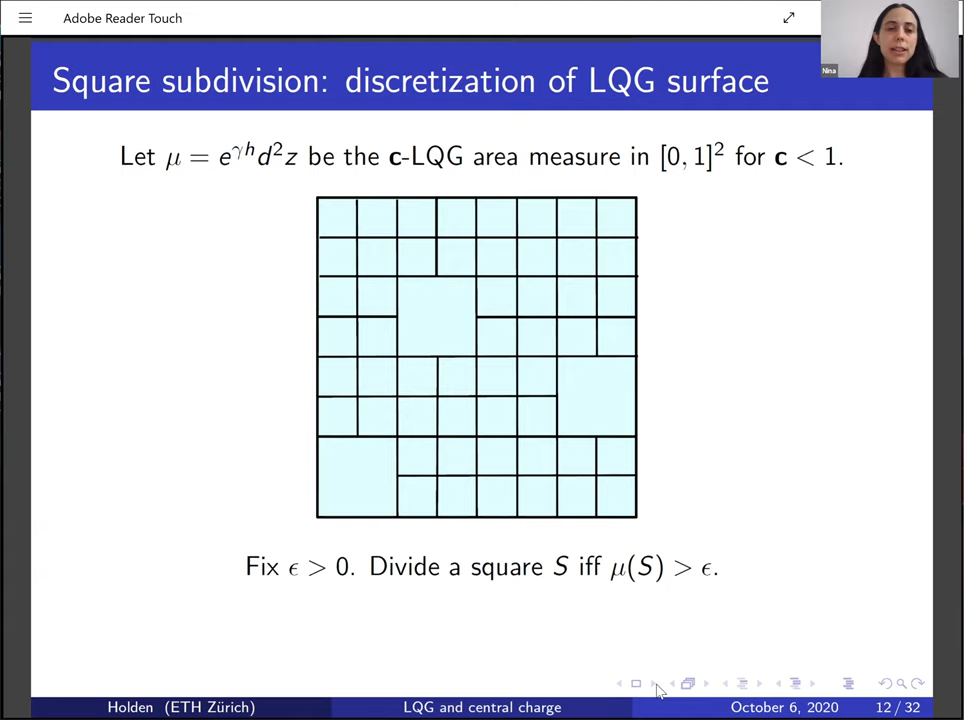 Adobe Reader Touch
Nina
Square subdivision: discretization of LQG surface
Let μ = e^{γh}d²z be the c-LQG area measure in [0, 1]² for c < 1.
Fix ϵ > 0. Divide a square S iff μ(S) > ϵ.
Holden (ETH Zürich) LQG and central charge October 6, 2020 12 / 32